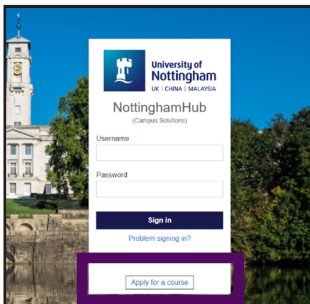 University of
Nottingham
UK | CHINA | MALAYSIA
NottinghamHub
(Campus Solutions)
Username
Password
Sign in
Problem signing in?
Apply for a course